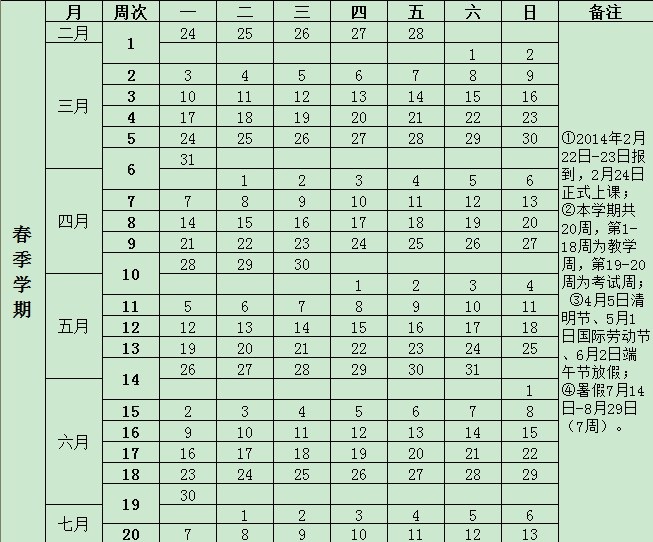 月 周次 一 二 三 四 五 六 日 备注
二月 1 24 25 26 27 28
1 2
2 3 4 5 6 7 8 9
3 10 11 12 13 14 15 16
三月
4 17 18 19 20 21 22 23
5 24 25 26 27 28 29 30
6 31
1 2 3 4 5 6
7 7 8 9 10 11 12 13
四月
8 14 15 16 17 18 19 20
9 21 22 23 24 25 26 27
10 28 29 30
1 2 3 4
11 5 6 7 8 9 10 11
五月
12 12 13 14 15 16 17 18
13 19 20 21 22 23 24 25
14 26 27 28 29 30 31
1
15 2 3 4 5 6 7 8
16 9 10 11 12 13 14 15
六月
17 16 17 18 19 20 21 22
18 23 24 25 26 27 28 29
19 30
七月
1 2 3 4 5 6
20 7 8 9 10 11 12 13
春
季
学
期
①2014年2月
22日-23日报
到，2月24日
正式上课；
②本学期共
20周，第1-
18周为教学
周，第19-20
周为考试周；
③4月5日清
明节、5月1
日国际劳动节
、6月2日端
午节放假；
④暑假7月14
日-8月29日
（7周）。